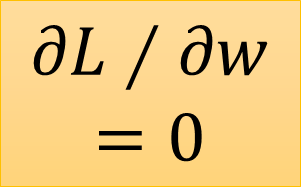 ∂L / ∂w
= 0